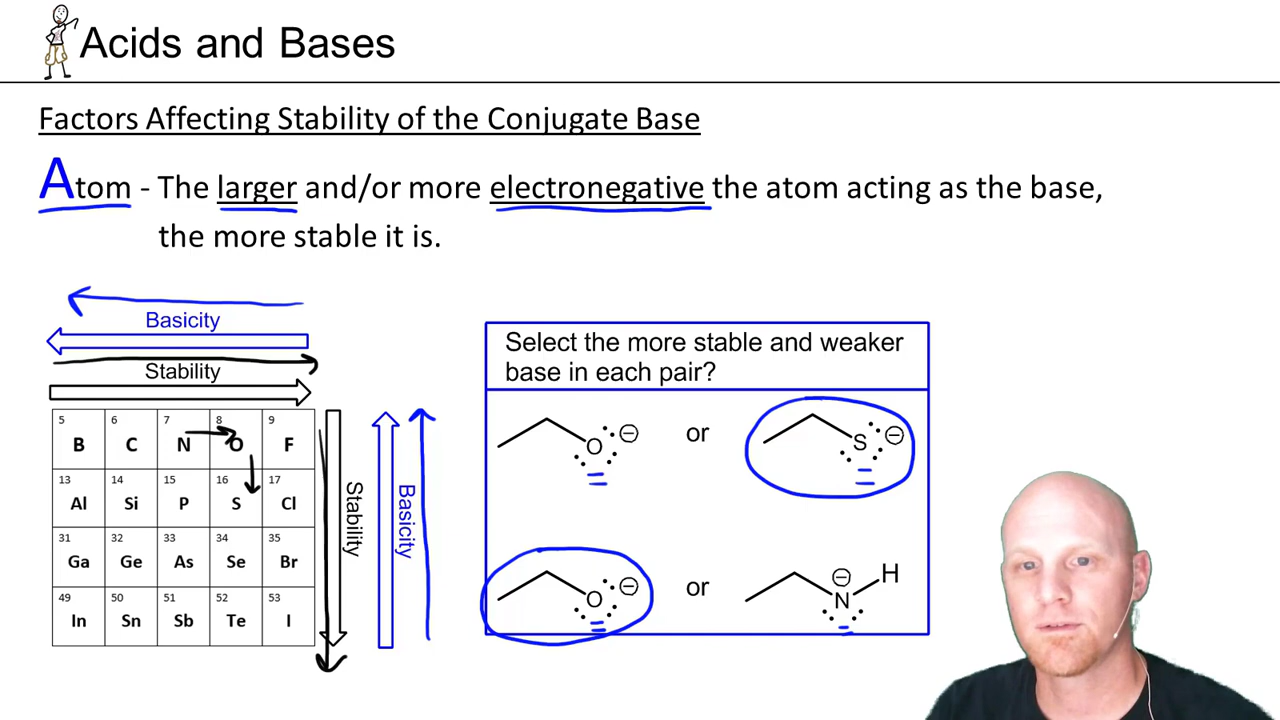 Acids and Bases
Factors Affecting Stability of the Conjugate Base
Atom - The larger and/or more electronegative the atom acting as the base,
the more stable it is.
Basicity
Stability
5 6 7 8 9
B C N O F
13 14 15 16 17
Al Si P S Cl
31 32 33 34 35
Ga Ge As Se Br
49 50 51 52 53
In Sn Sb Te I
Stability
Basicity
Select the more stable and weaker
base in each pair?
O ⊖ or S ⊖
O ⊖ or ⊖ N H